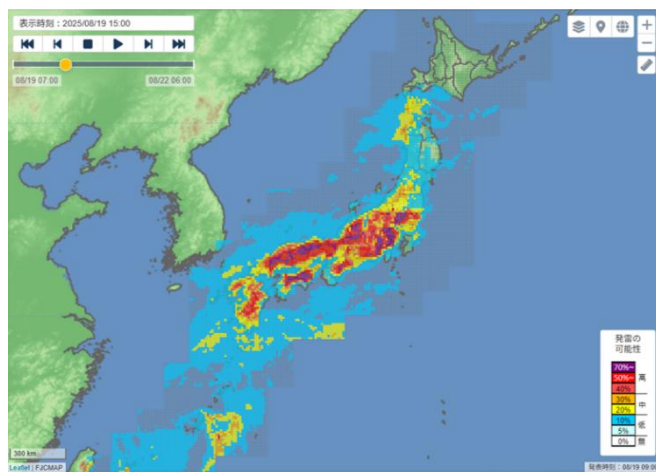 表示時刻：2025/08/19 15:00
08/19 07:00
08/22 06:00
発雷の
可能性
70%~
50%~
高
40%
30%
中
20%
10%
低
5%
0%
無
300 km
Leaflet | FJCMAP
発表時刻：08/19 09:00